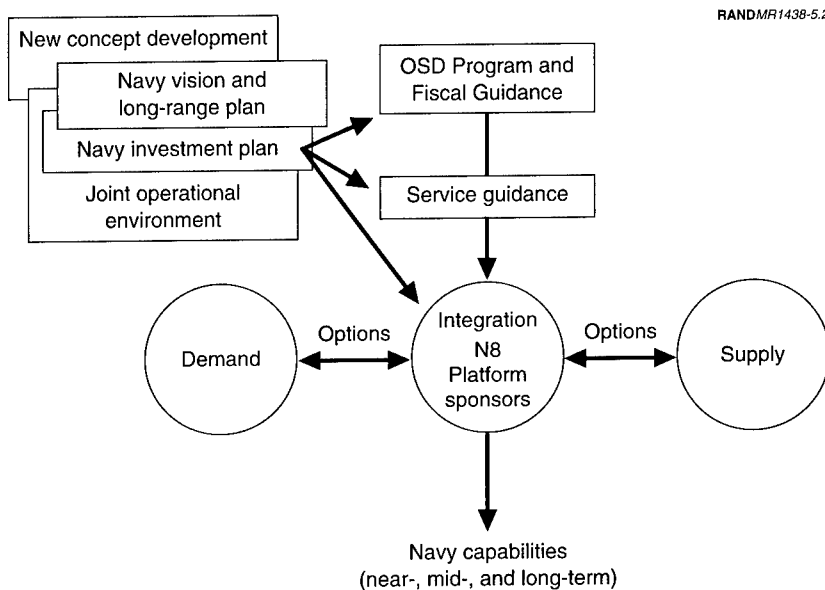 RANDMR1438-5.2
New concept development
Navy vision and
long-range plan
Navy investment plan
Joint operational
environment
OSD Program and
Fiscal Guidance
Service guidance
Demand
Options
Integration
N8
Platform
sponsors
Options
Supply
Navy capabilities
(near-, mid-, and long-term)